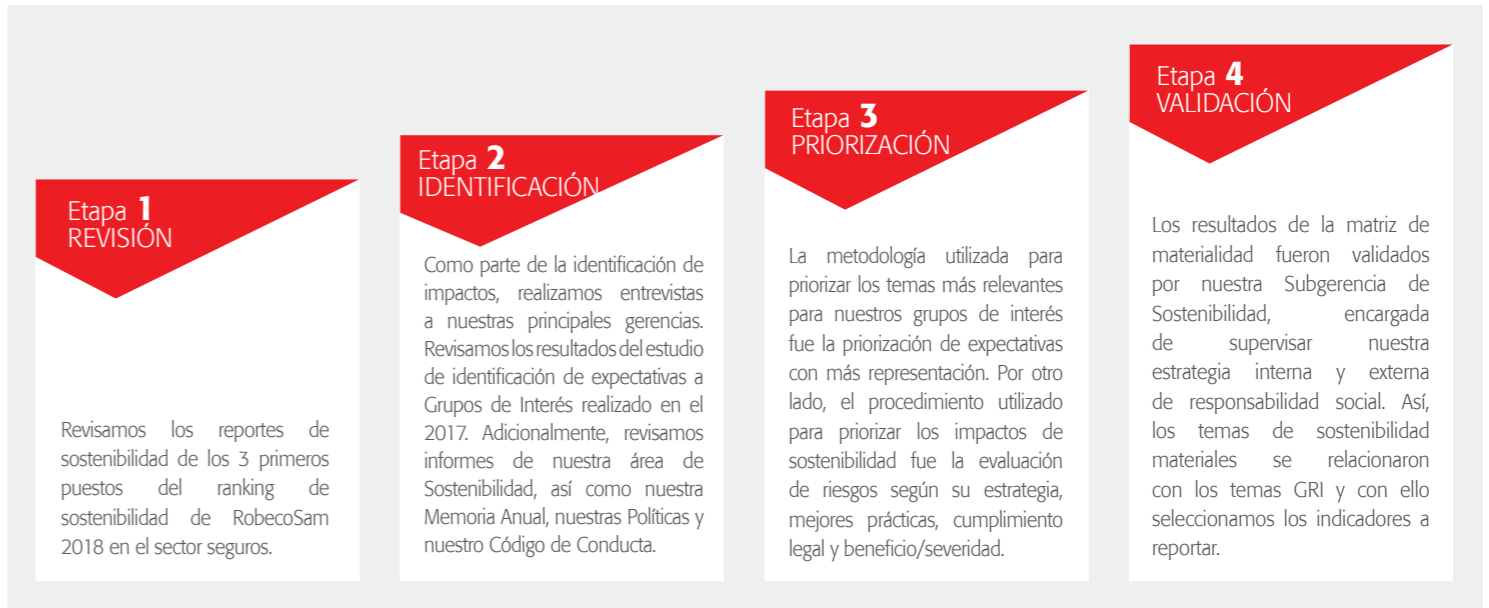 Etapa 1
REVISIÓN
Revisamos los reportes de
sostenibilidad de los 3 primeros
puestos del ranking de
sostenibilidad de RobecoSam
2018 en el sector seguros.
Etapa 2
IDENTIFICACIÓN
Como parte de la identificación de
impactos, realizamos entrevistas
a nuestras principales gerencias.
Revisamos los resultados del estudio
de identificación de expectativas a
Grupos de Interés realizado en el
2017. Adicionalmente, revisamos
informes de nuestra área de
Sostenibilidad, así como nuestra
Memoria Anual, nuestras Políticas y
nuestro Código de Conducta.
Etapa 3
PRIORIZACIÓN
La metodología utilizada para
priorizar los temas más relevantes
para nuestros grupos de interés
fue la priorización de expectativas
con más representación. Por otro
lado, el procedimiento utilizado
para priorizar los impactos de
sostenibilidad fue la evaluación
de riesgos según su estrategia,
mejores prácticas, cumplimiento
legal y beneficio/severidad.
Etapa 4
VALIDACIÓN
Los resultados de la matriz de
materialidad fueron validados
por nuestra Subgerencia de
Sostenibilidad, encargada
de supervisar nuestra
estrategia interna y externa
de responsabilidad social. Así,
los temas de sostenibilidad
materiales se relacionaron
con los temas GRI y con ello
seleccionamos los indicadores a
reportar.